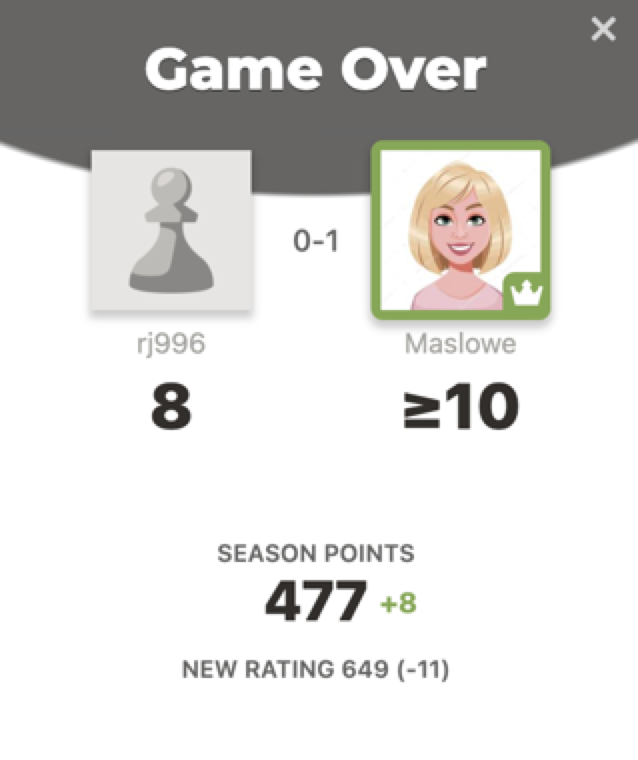 Game Over
0-1
rj996
Maslowe
8
≥10
SEASON POINTS
477 +8
NEW RATING 649 (-11)